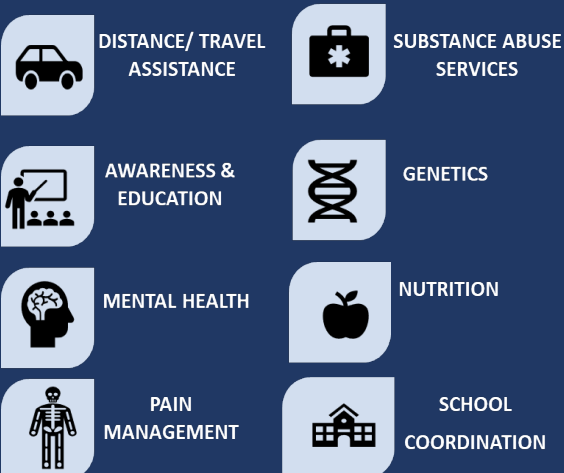 DISTANCE/ TRAVEL
ASSISTANCE
SUBSTANCE ABUSE
SERVICES
AWARENESS &
EDUCATION
GENETICS
MENTAL HEALTH
NUTRITION
PAIN
MANAGEMENT
SCHOOL
COORDINATION